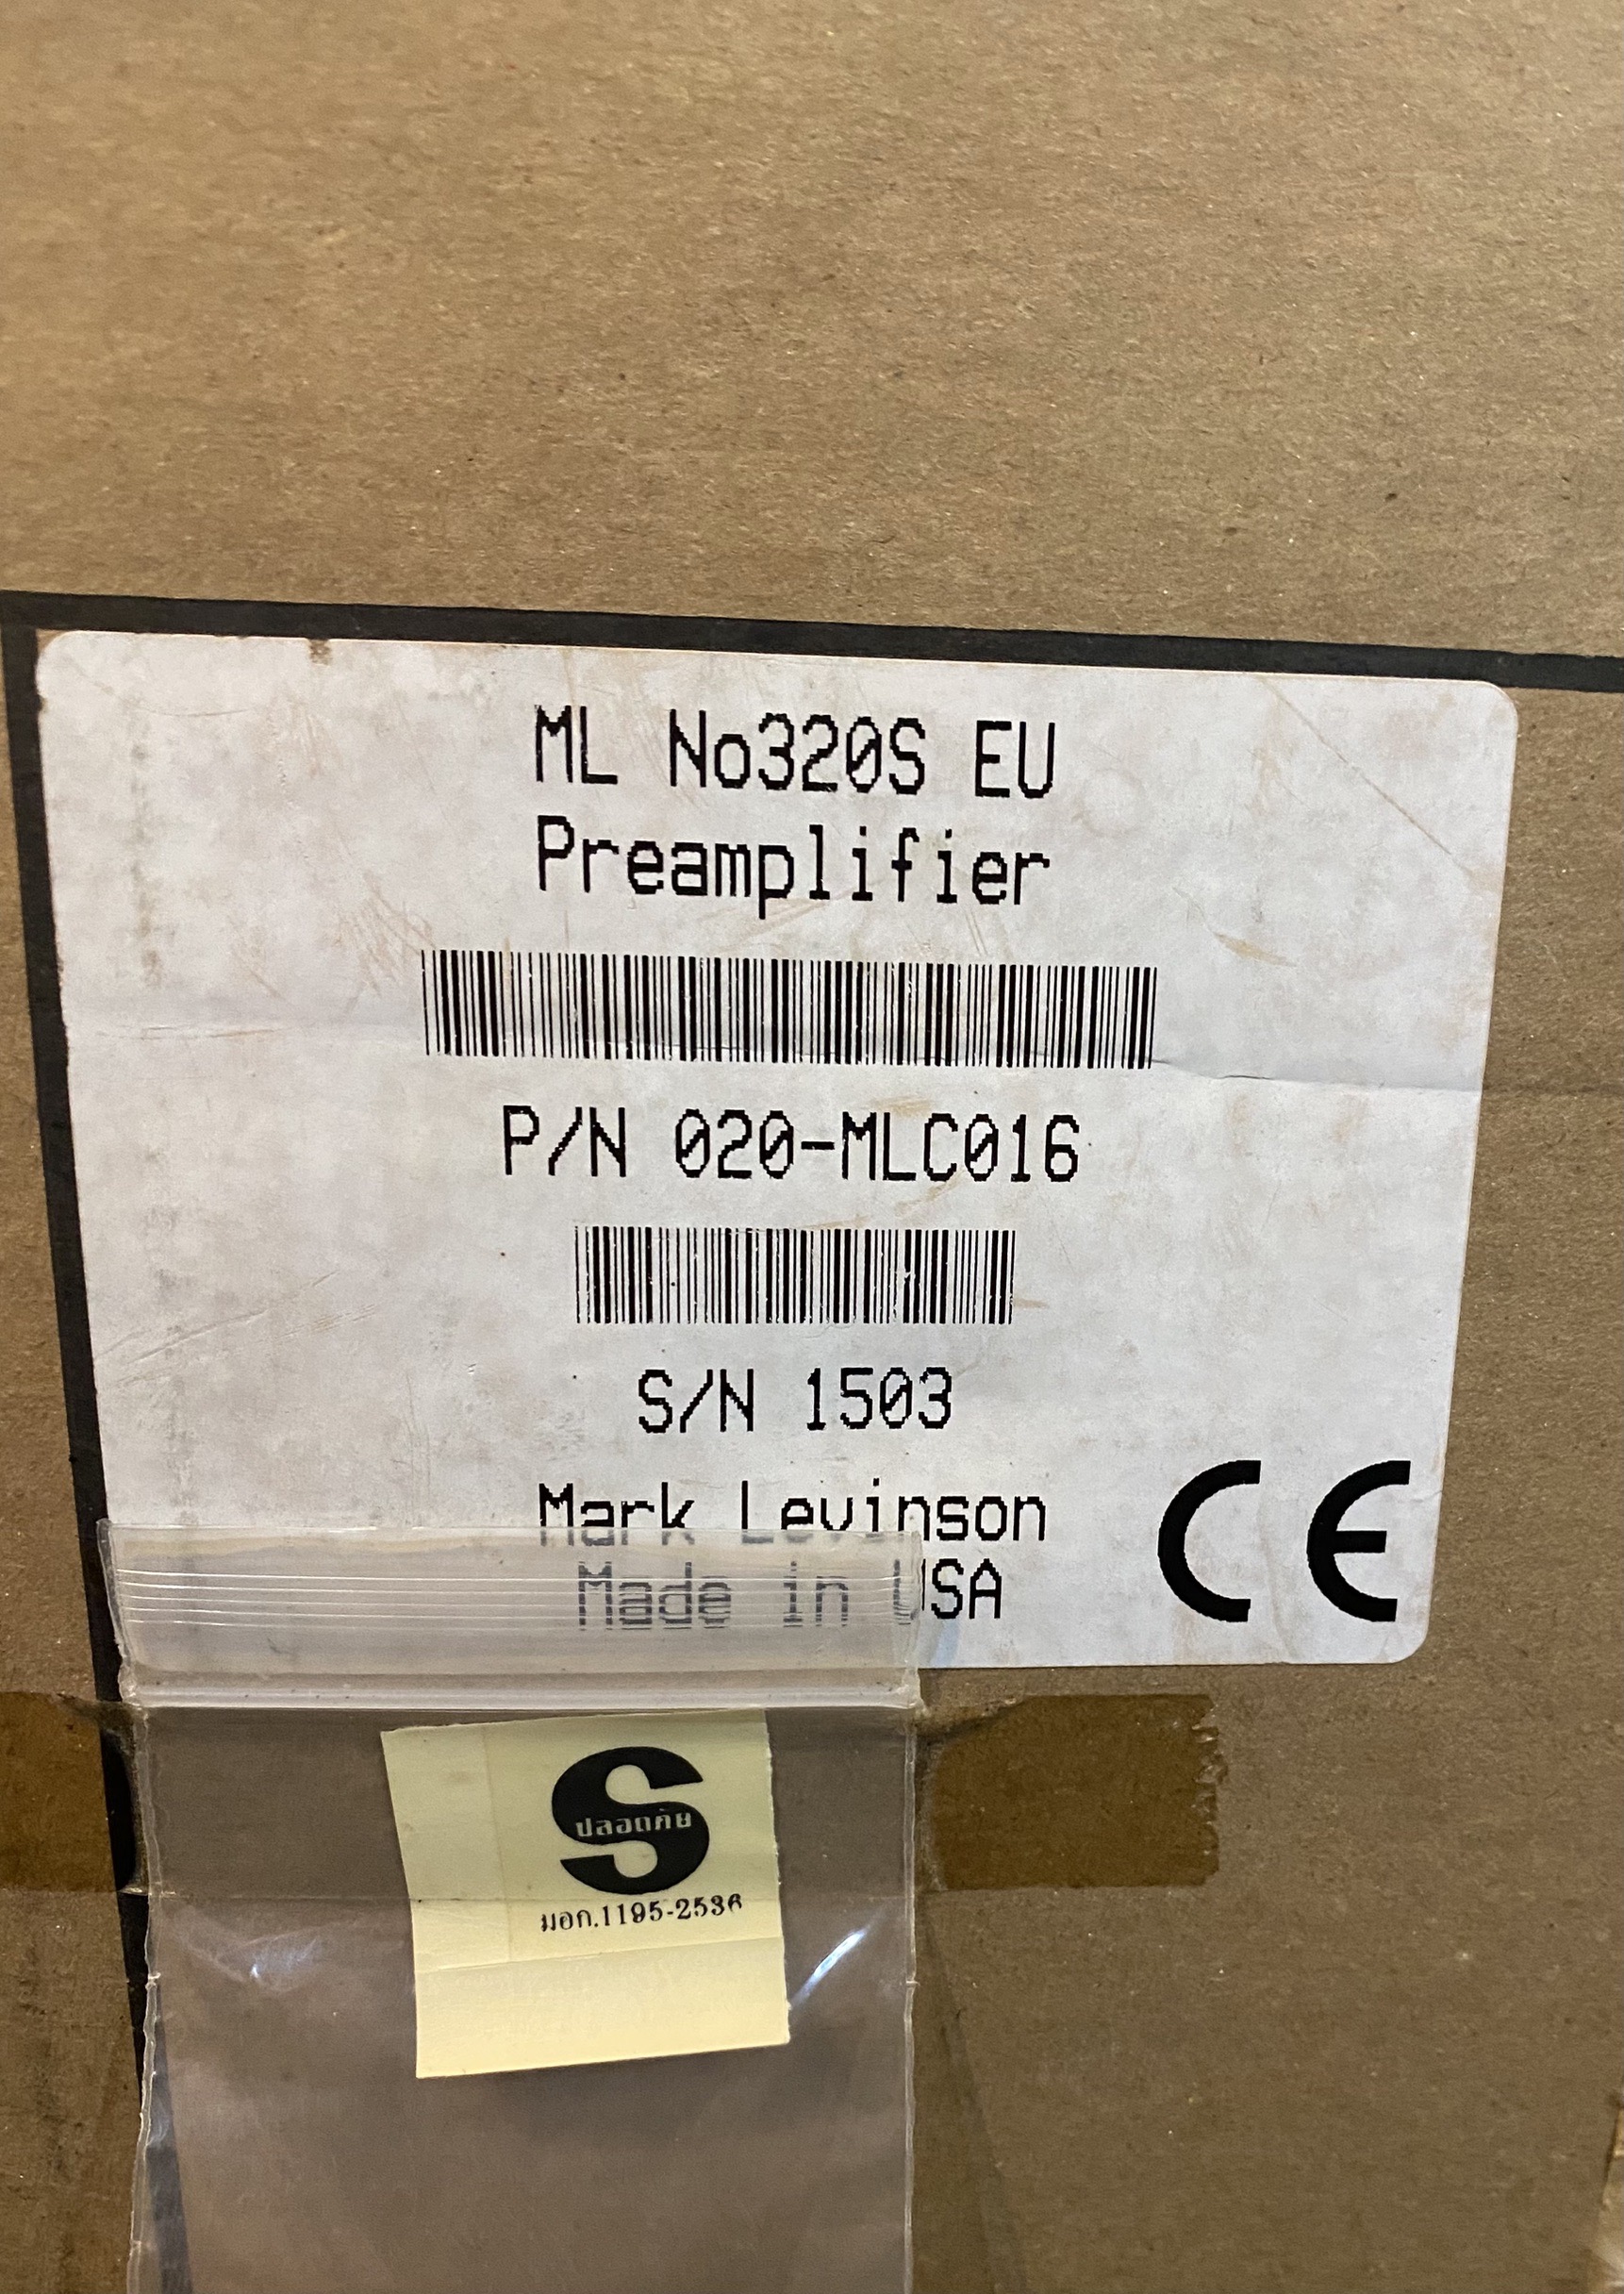 ML No320S EU
Preamplifier
P/N 020-MLC016
S/N 1503
Mark Levinson
Made in USA
CE
S
ปลอดภัย
มอก.1195-2536